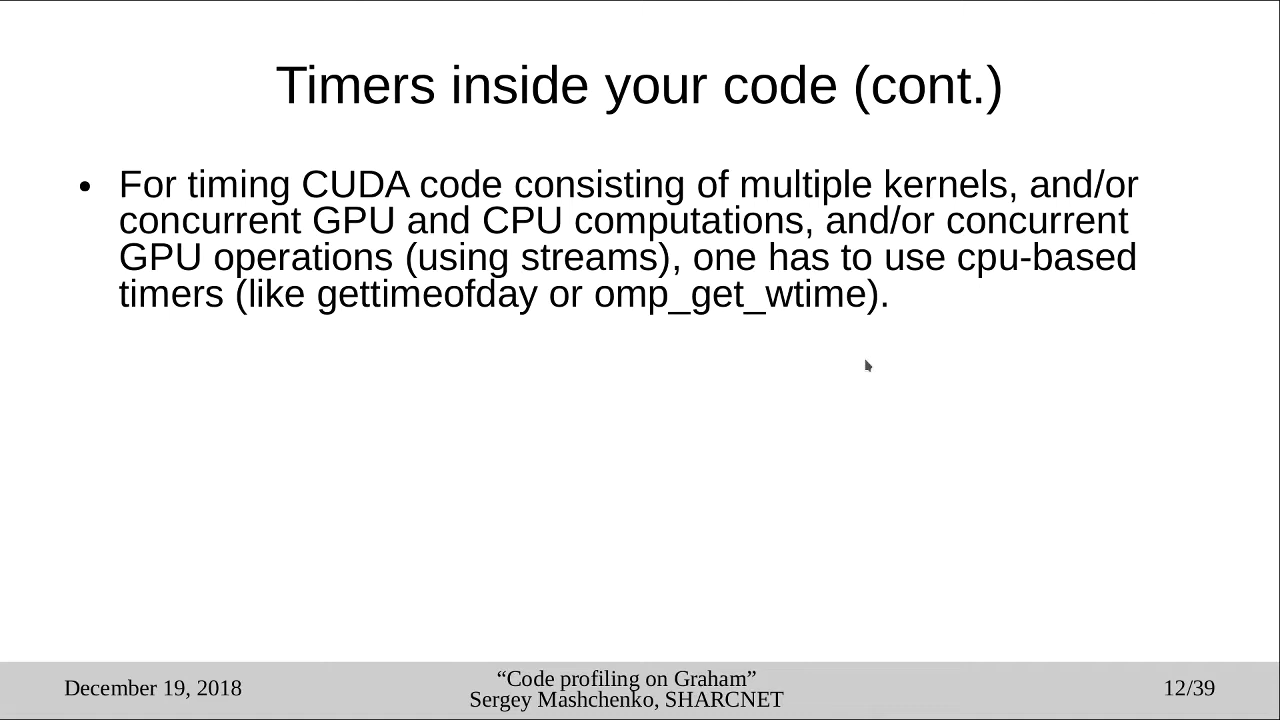 Timers inside your code (cont.)
• For timing CUDA code consisting of multiple kernels, and/or
concurrent GPU and CPU computations, and/or concurrent
GPU operations (using streams), one has to use cpu-based
timers (like gettimeofday or omp_get_wtime).
December 19, 2018
“Code profiling on Graham”
Sergey Mashchenko, SHARCNET
12/39